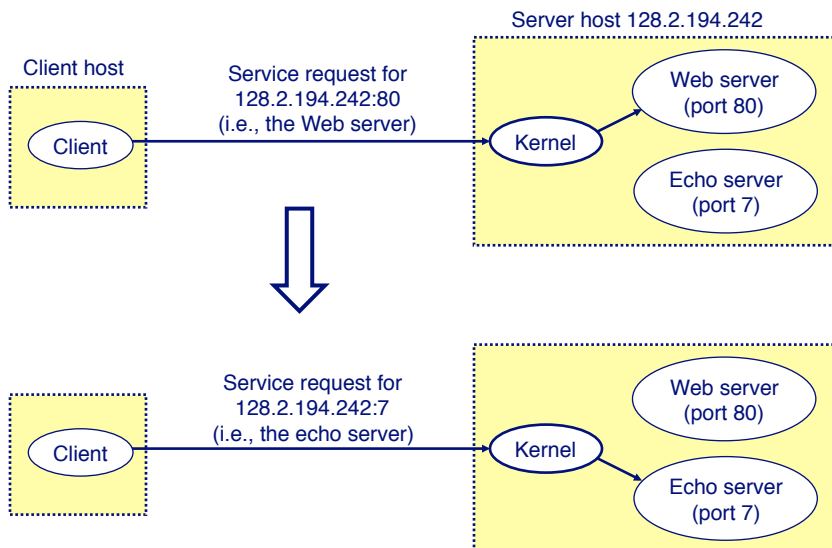 Server host 128.2.194.242
Client host
Service request for
128.2.194.242:80
(i.e., the Web server)
Client
Kernel
Web server
(port 80)
Echo server
(port 7)
Service request for
128.2.194.242:7
(i.e., the echo server)
Client
Kernel
Web server
(port 80)
Echo server
(port 7)